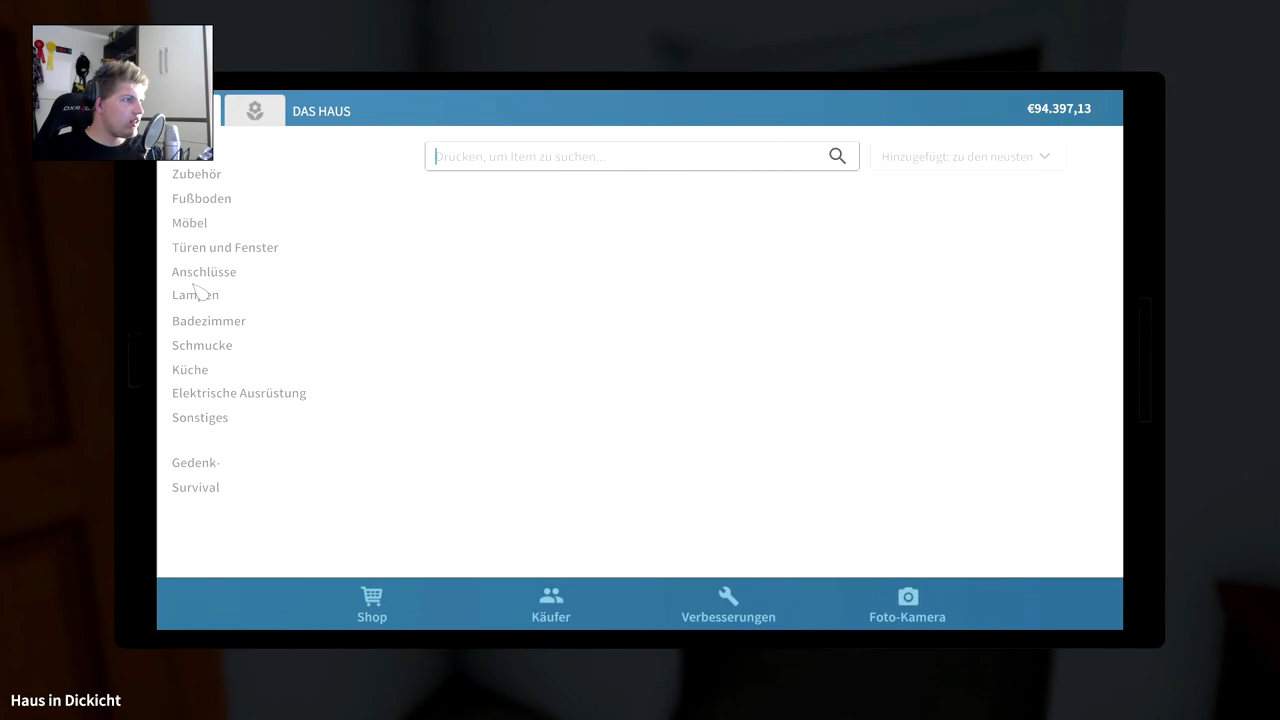 DAS HAUS
€94.397,13
Drücken, um Item zu suchen...
Hinzugefügt: zu den neusten
Zubehör
Fußboden
Möbel
Türen und Fenster
Anschlüsse
Lampen
Badezimmer
Schmucke
Küche
Elektrische Ausrüstung
Sonstiges
Gedenk-
Survival
Shop
Käufer
Verbesserungen
Foto-Kamera
Haus in Dickicht